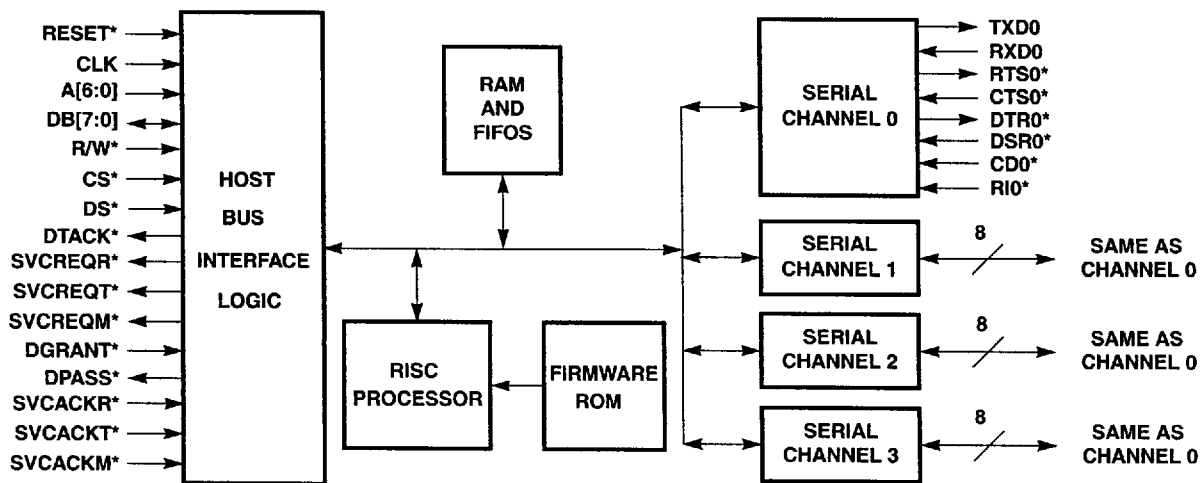 RESET*
CLK
A[6:0]
DB[7:0]
R/W*
CS*
DS*
DTACK*
SVCREQR*
SVCREQT*
SVCREQM*
DGRANT*
DPASS*
SVCACKR*
SVCACKT*
SVCACKM*
HOST
BUS
INTERFACE
LOGIC
RAM
AND
FIFOS
RISC
PROCESSOR
FIRMWARE
ROM
SERIAL
CHANNEL 0
TXD0
RXD0
RTS0*
CTS0*
DTR0*
DSR0*
CD0*
RI0*
SERIAL
CHANNEL 1
8
SAME AS
CHANNEL 0
SERIAL
CHANNEL 2
8
SAME AS
CHANNEL 0
SERIAL
CHANNEL 3
8
SAME AS
CHANNEL 0